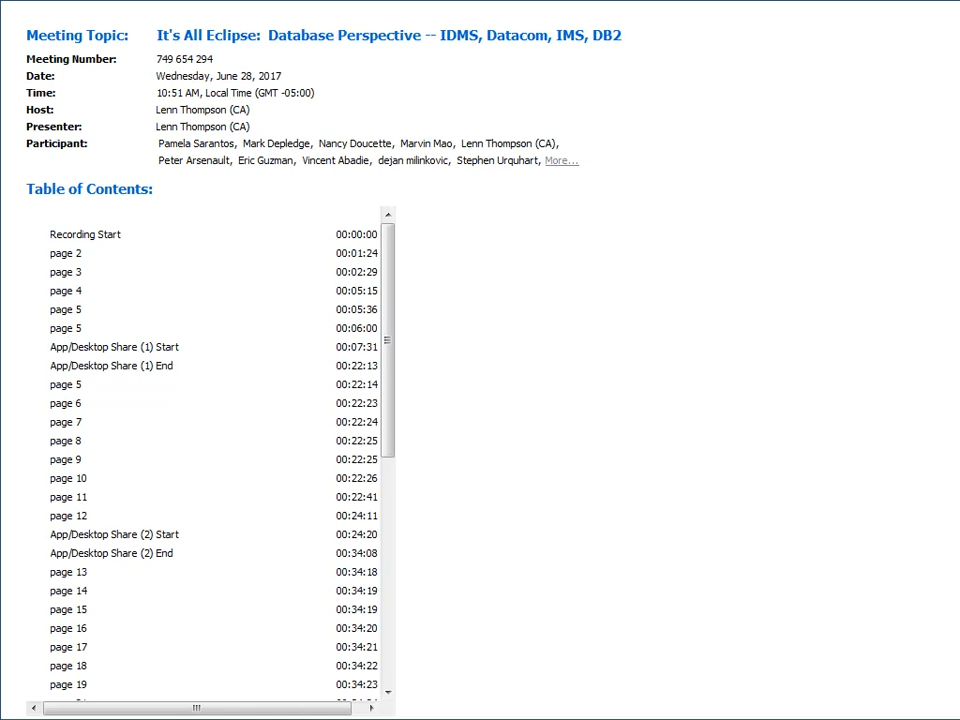 Meeting Topic: It's All Eclipse: Database Perspective -- IDMS, Datacom, IMS, DB2
Meeting Number: 749 654 294
Date: Wednesday, June 28, 2017
Time: 10:51 AM, Local Time (GMT -05:00)
Host: Lenn Thompson (CA)
Presenter: Lenn Thompson (CA)
Participant: Pamela Sarantos, Mark Depledge, Nancy Doucette, Marvin Mao, Lenn Thompson (CA),
Peter Arsenault, Eric Guzman, Vincent Abadie, dejan milinkovic, Stephen Urquhart, More...
Table of Contents:
Recording Start 00:00:00
page 2 00:01:24
page 3 00:02:29
page 4 00:05:15
page 5 00:05:36
page 5 00:06:00
App/Desktop Share (1) Start 00:07:31
App/Desktop Share (1) End 00:22:13
page 5 00:22:14
page 6 00:22:23
page 7 00:22:24
page 8 00:22:25
page 9 00:22:25
page 10 00:22:26
page 11 00:22:41
page 12 00:24:11
App/Desktop Share (2) Start 00:24:20
App/Desktop Share (2) End 00:34:08
page 13 00:34:18
page 14 00:34:19
page 15 00:34:19
page 16 00:34:20
page 17 00:34:21
page 18 00:34:22
page 19 00:34:23